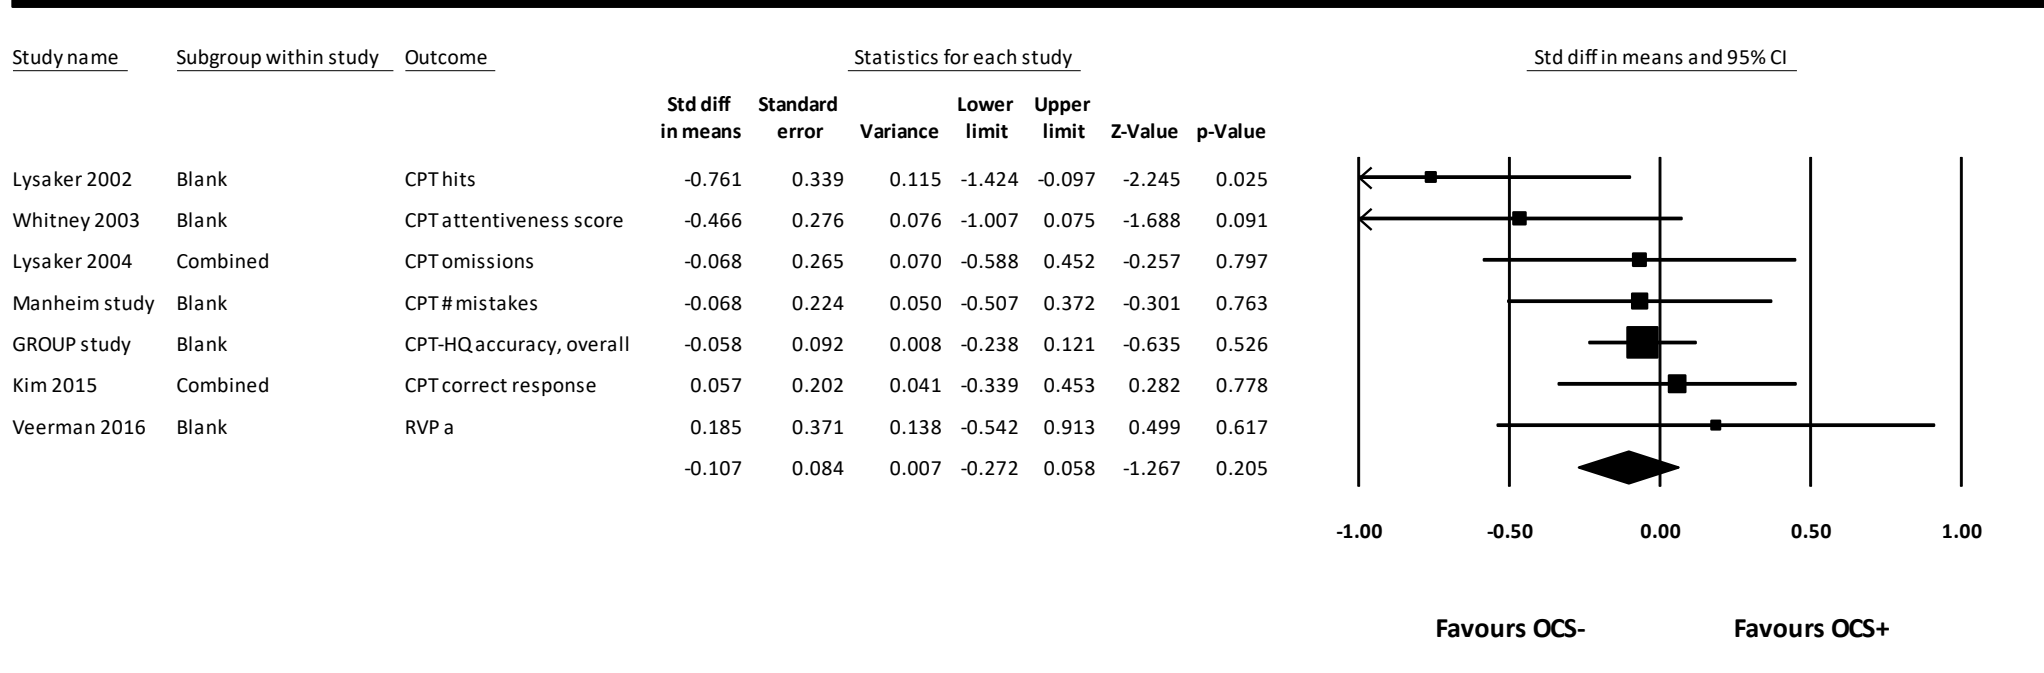 Study name Subgroup within study Outcome Statistics for each study Std diff in means and 95% CI
Std diff Standard Lower Upper
in means error Variance limit limit Z-Value p-Value
Lysaker 2002 Blank CPT hits -0.761 0.339 0.115 -1.424 -0.097 -2.245 0.025
Whitney 2003 Blank CPT attentiveness score -0.466 0.276 0.076 -1.007 0.075 -1.688 0.091
Lysaker 2004 Combined CPT omissions -0.068 0.265 0.070 -0.588 0.452 -0.257 0.797
Manheim study Blank CPT # mistakes -0.068 0.224 0.050 -0.507 0.372 -0.301 0.763
GROUP study Blank CPT-HQ accuracy, overall -0.058 0.092 0.008 -0.238 0.121 -0.635 0.526
Kim 2015 Combined CPT correct response 0.057 0.202 0.041 -0.339 0.453 0.282 0.778
Veerman 2016 Blank RVP a 0.185 0.371 0.138 -0.542 0.913 0.499 0.617
-0.107 0.084 0.007 -0.272 0.058 -1.267 0.205
-1.00 -0.50 0.00 0.50 1.00
Favours OCS- Favours OCS+